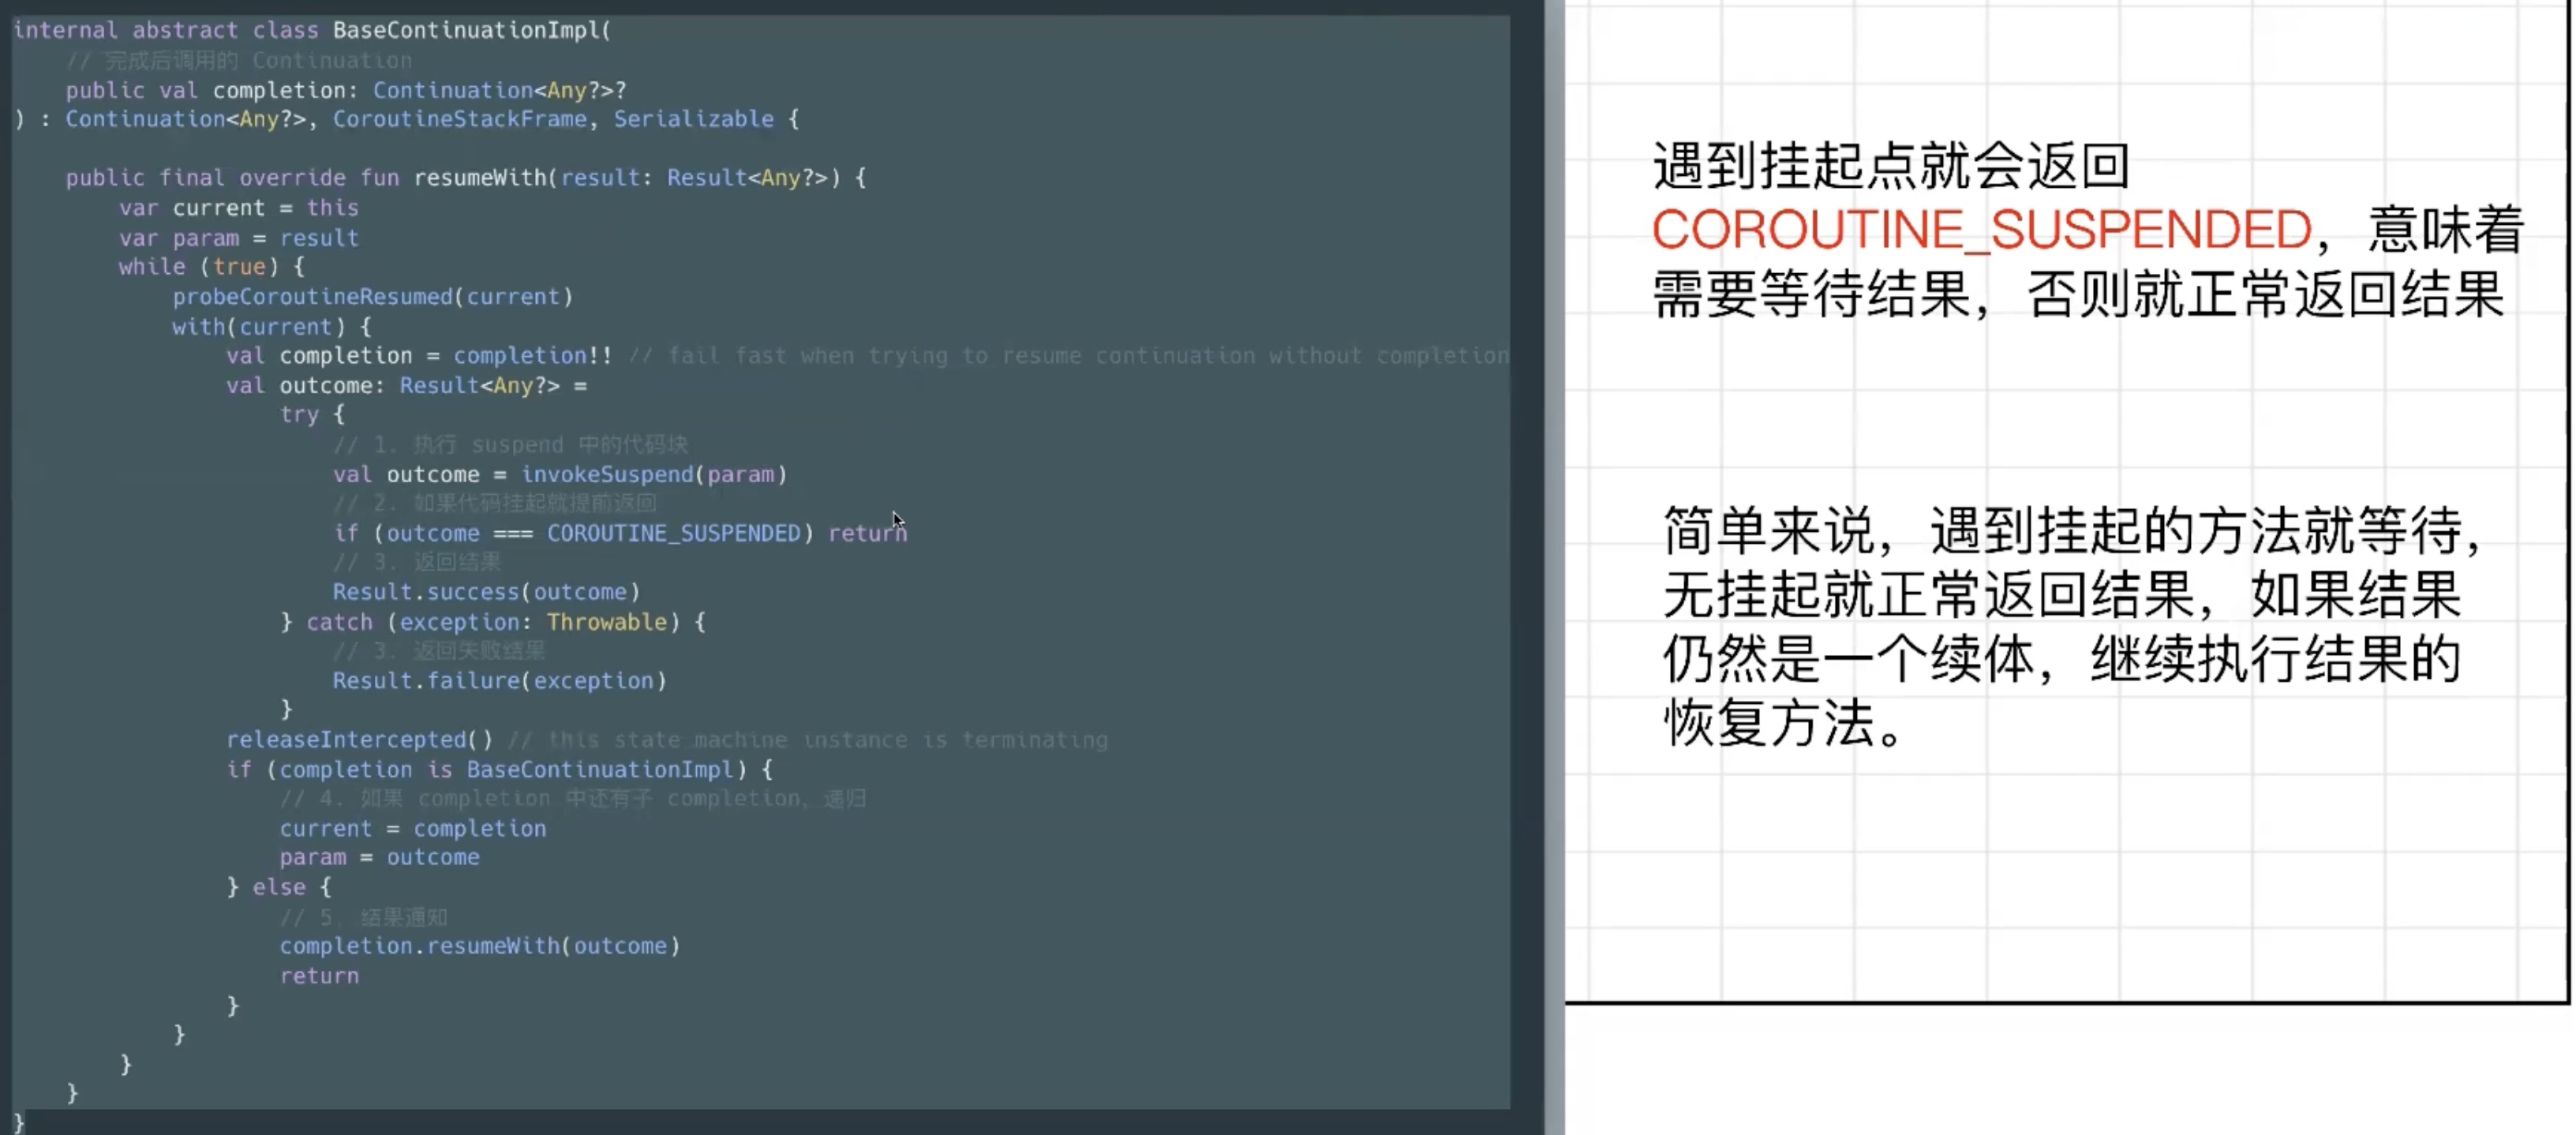 internal abstract class BaseContinuationImpl(
    // 完成后调用的 Continuation
    public val completion: Continuation<Any?>?
) : Continuation<Any?>, CoroutineStackFrame, Serializable {
    public final override fun resumeWith(result: Result<Any?>) {
        var current = this
        var param = result
        while (true) {
            probeCoroutineResumed(current)
            with(current) {
                val completion = completion!! // fail fast when trying to resume continuation without completion
                val outcome: Result<Any?> =
                    try {
                        // 1. 执行 suspend 中的代码块
                        val outcome = invokeSuspend(param)
                        // 2. 如果代码挂起就提前返回
                        if (outcome === COROUTINE_SUSPENDED) return
                        // 3. 返回结果
                        Result.success(outcome)
                    } catch (exception: Throwable) {
                        // 3. 返回失败结果
                        Result.failure(exception)
                    }
                releaseIntercepted() // this state machine instance is terminating
                if (completion is BaseContinuationImpl) {
                    // 4. 如果 completion 中还有子 completion，递归
                    current = completion
                    param = outcome
                } else {
                    // 5. 结果通知
                    completion.resumeWith(outcome)
                    return
                }
            }
        }
    }
}
遇到挂起点就会返回
COROUTINE_SUSPENDED，意味着
需要等待结果，否则就正常返回结果
简单来说，遇到挂起的方法就等待，
无挂起就正常返回结果，如果结果
仍然是一个续体，继续执行结果的
恢复方法。